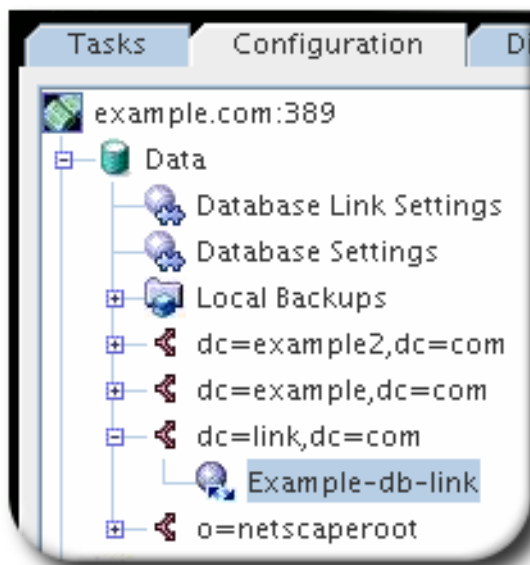 Tasks Configuration Di
example.com:389
Data
Database Link Settings
Database Settings
Local Backups
dc=example2,dc=com
dc=example,dc=com
dc=link,dc=com
Example-db-link
o=netscaperoot